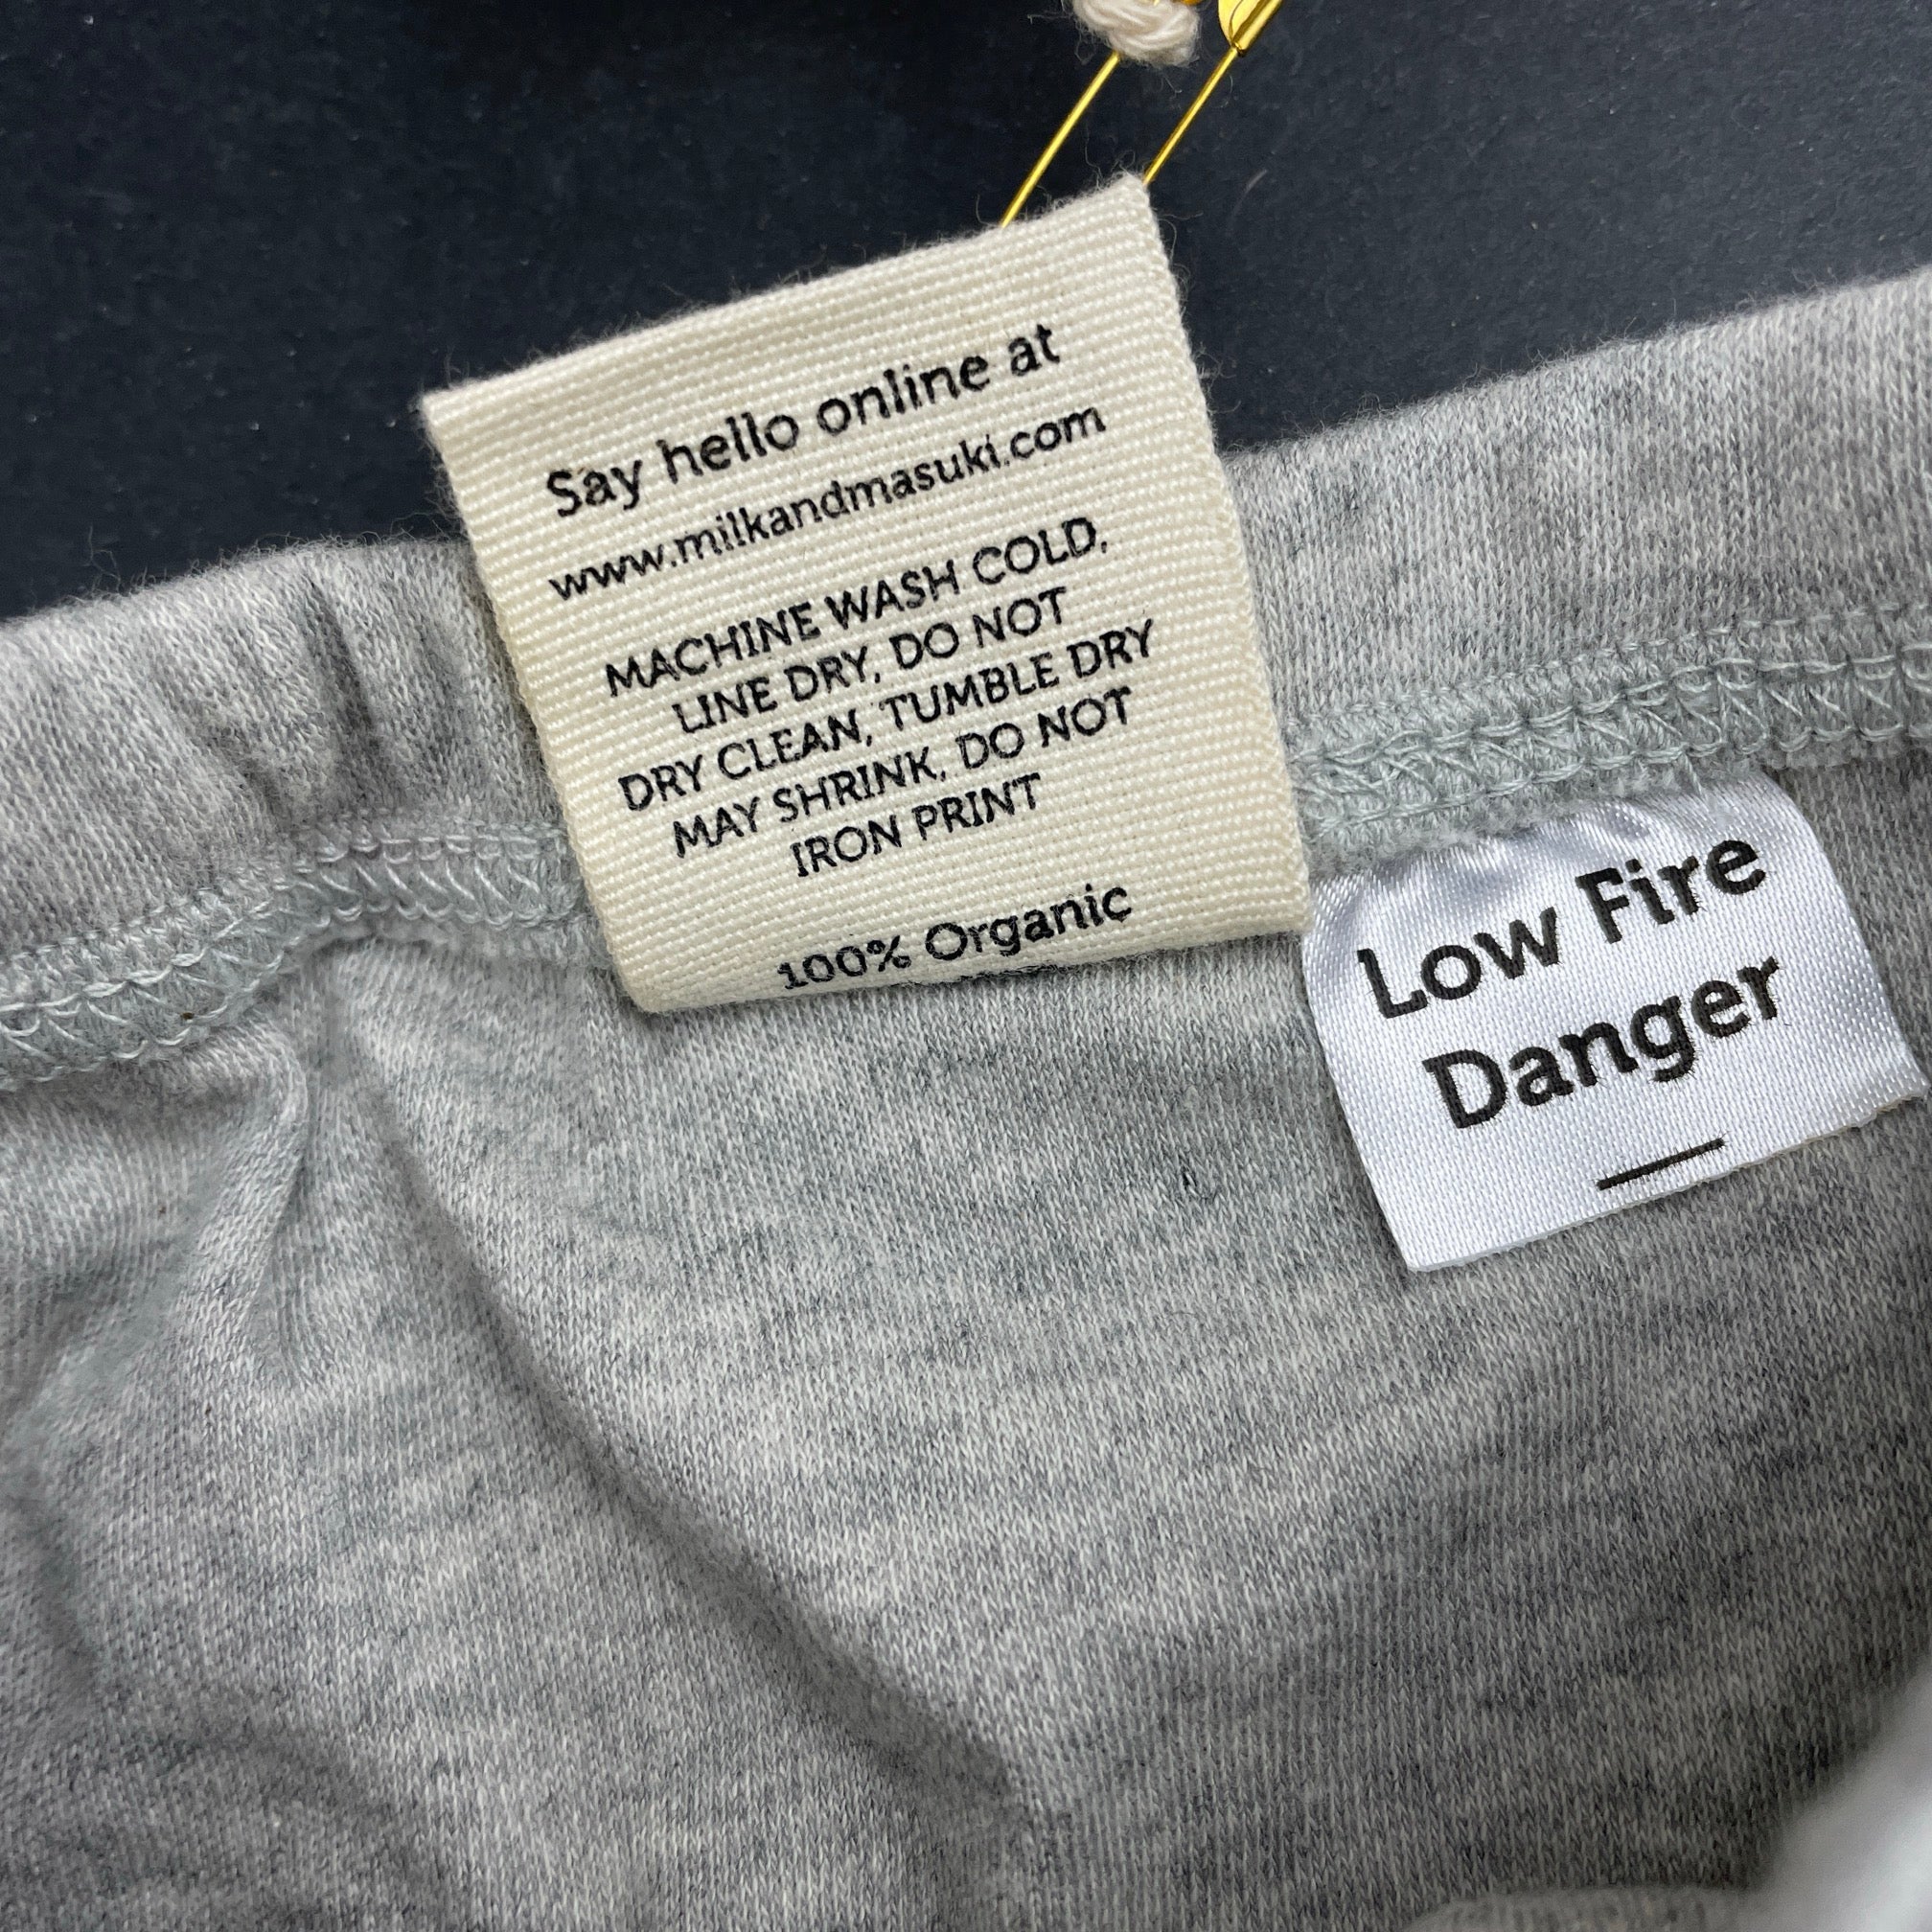 Say hello online at
www.milkandmasuki.com
MACHINE WASH COLD,
LINE DRY, DO NOT
DRY CLEAN, TUMBLE DRY
MAY SHRINK, DO NOT
IRON PRINT
100% Organic
Low Fire
Danger